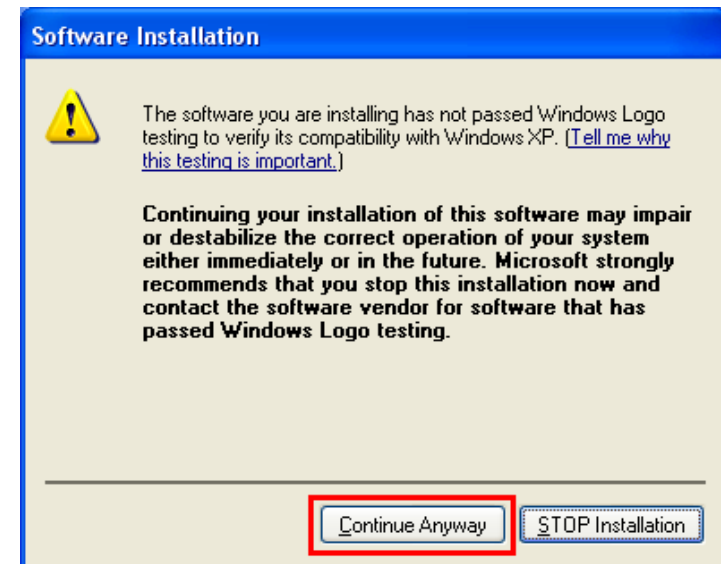 Software Installation
The software you are installing has not passed Windows Logo
testing to verify its compatibility with Windows XP. (Tell me why
this testing is important.)
Continuing your installation of this software may impair
or destabilize the correct operation of your system
either immediately or in the future. Microsoft strongly
recommends that you stop this installation now and
contact the software vendor for software that has
passed Windows Logo testing.
Continue Anyway
STOP Installation